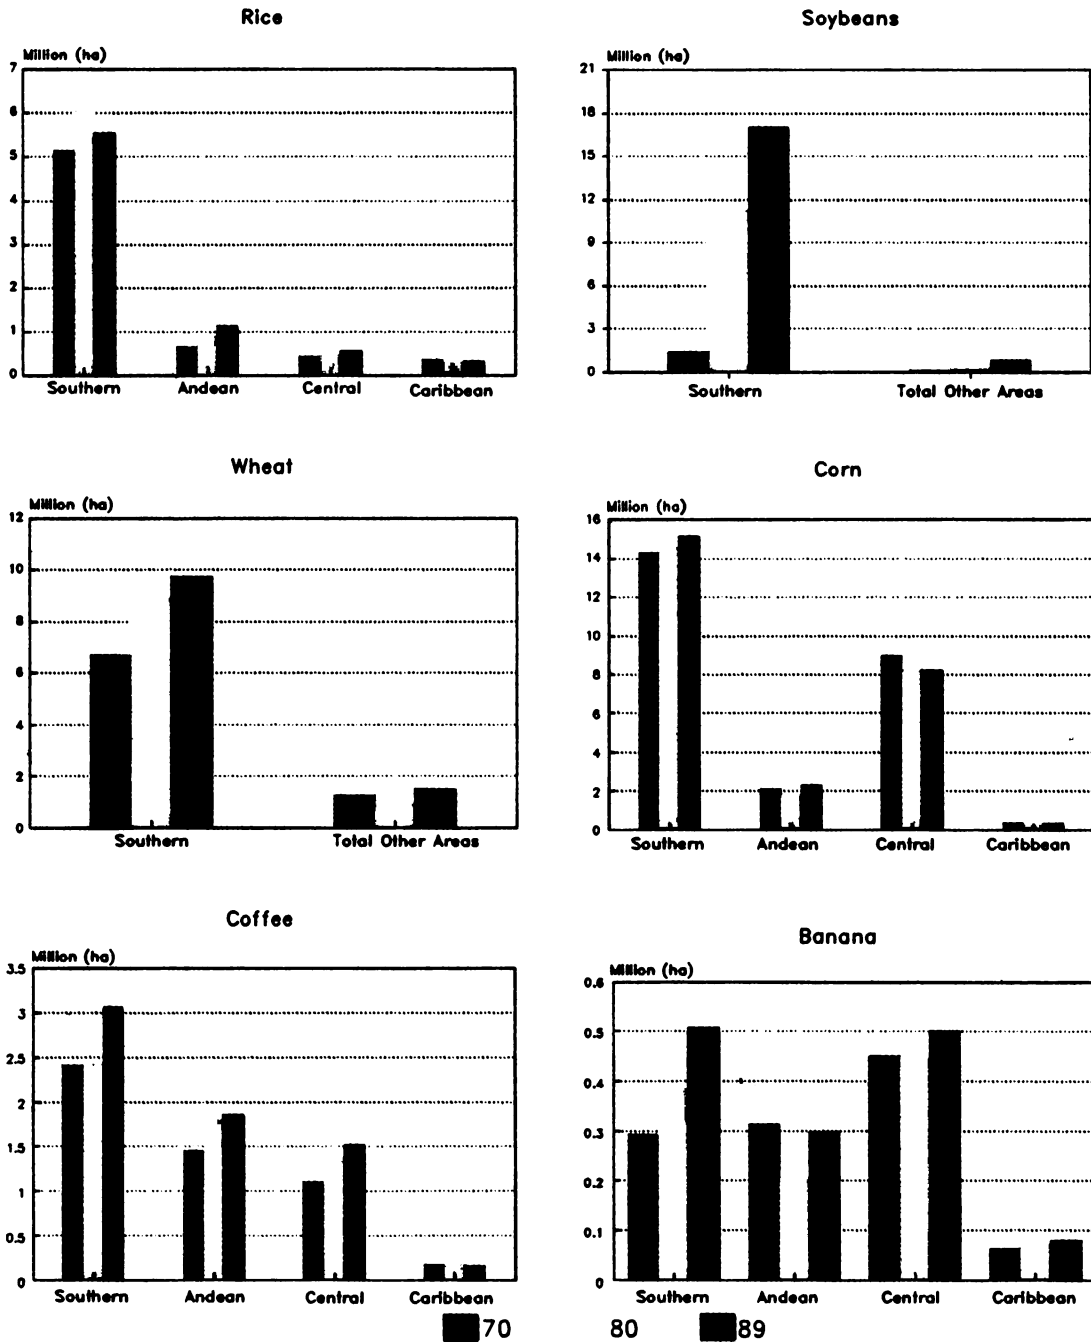 Rice
Million (ha)
7
6
5
4
3
2
1
0
Southern Andean Central Caribbean
Soybeans
Million (ha)
21
18
15
12
9
6
3
0
Southern Total Other Areas
Wheat
Million (ha)
12
10
8
6
4
2
0
Southern Total Other Areas
Corn
Million (ha)
16
14
12
10
8
6
4
2
0
Southern Andean Central Caribbean
Coffee
Million (ha)
3.5
3
2.5
2
1.5
1
0.5
0
Southern Andean Central Caribbean
Banana
Million (ha)
0.6
0.5
0.4
0.3
0.2
0.1
0
Southern Andean Central Caribbean
70 80 89